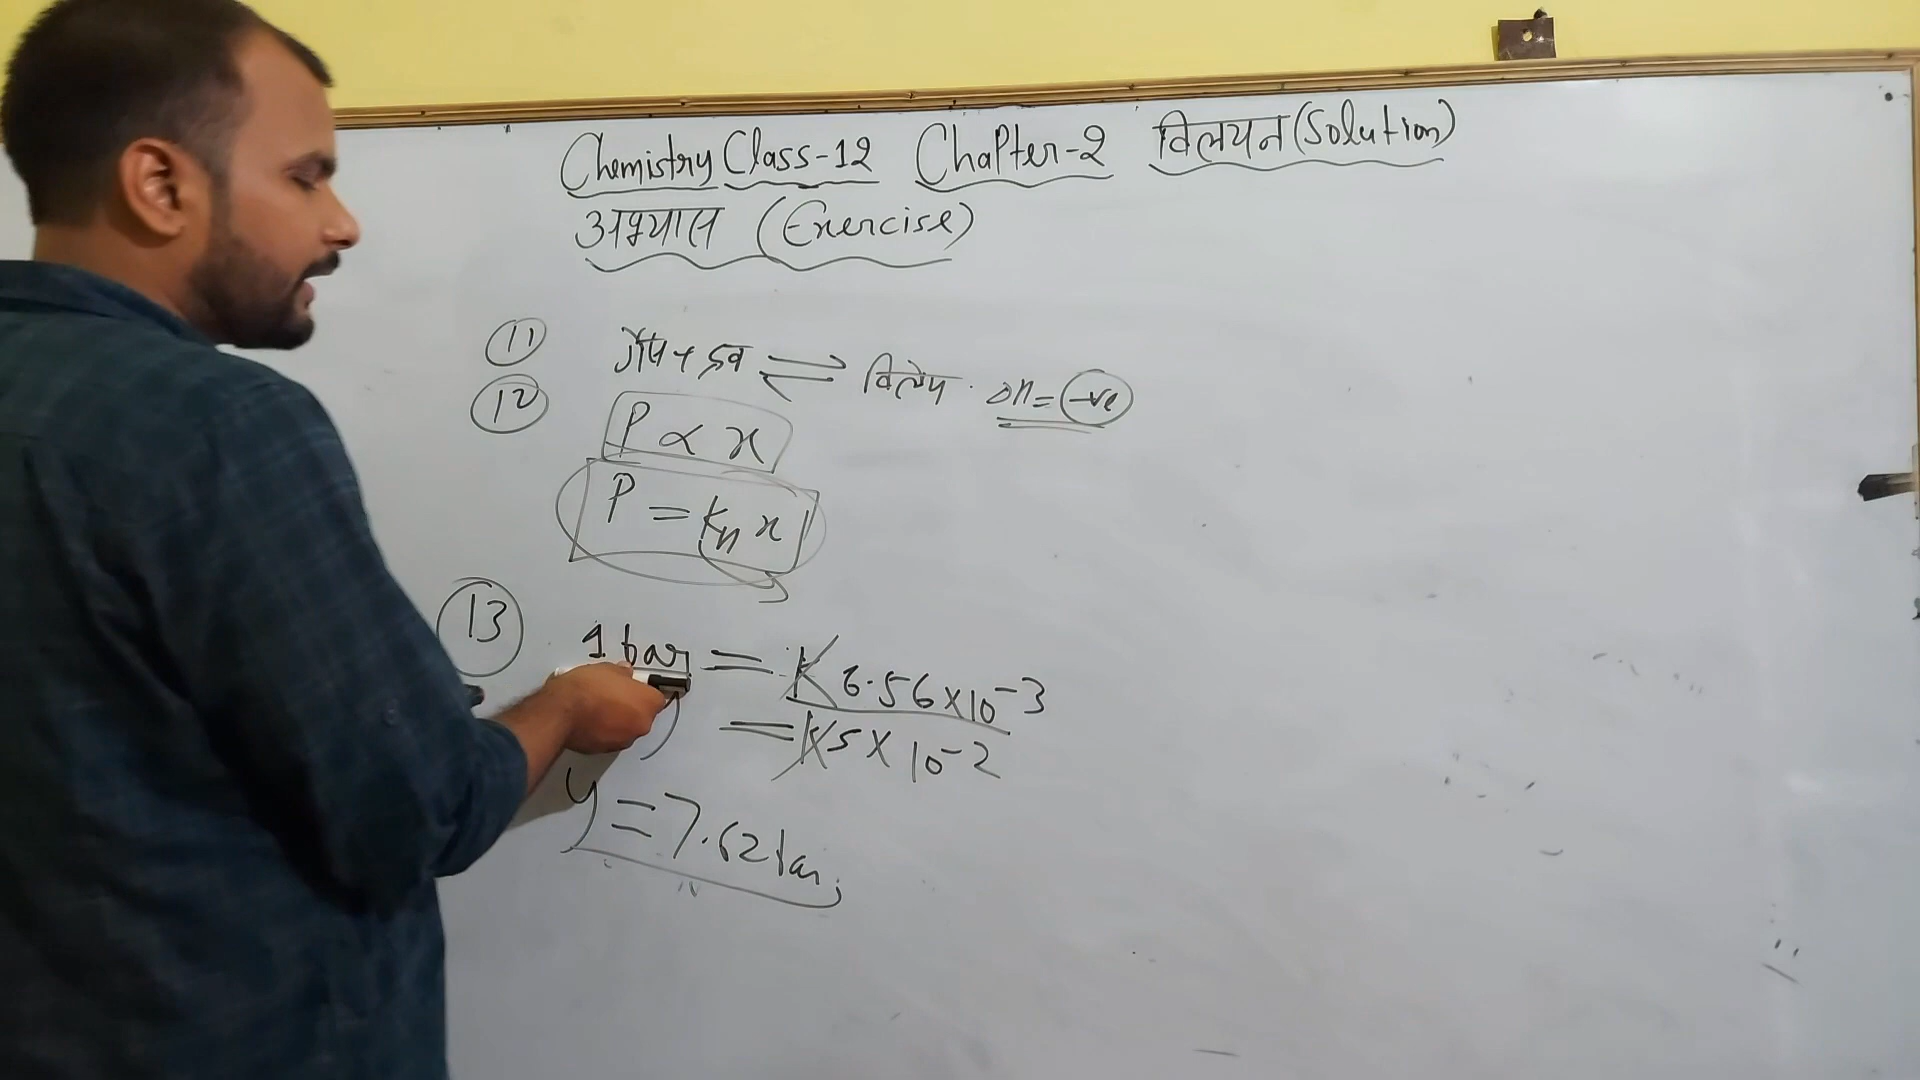 Chemistry Class-12 Chapter-2 विलयन (Solution)
अभ्यास (Exercise)
11 गैस + द्रव ⇌ विलेय . ΔH = -ve
12 P ∝ x
P = KH x
13 1 bar = K 6.56×10-3
= K 5×10-2
y = 7.62 bar